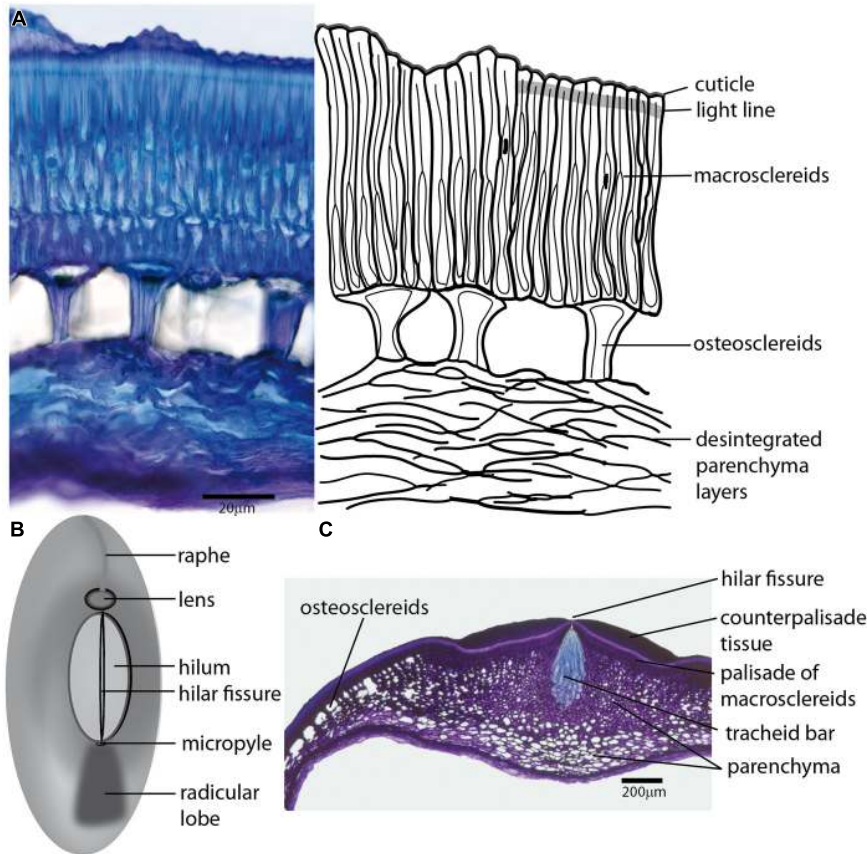 A
cuticle
light line
macrosclereids
osteosclereids
desintegrated
parenchyma
layers
20μm
B
raphe
lens
hilum
hilar fissure
micropyle
radicular
lobe
C
osteosclereids
hilar fissure
counterpalisade
tissue
palisade of
macrosclereids
tracheid bar
parenchyma
200μm